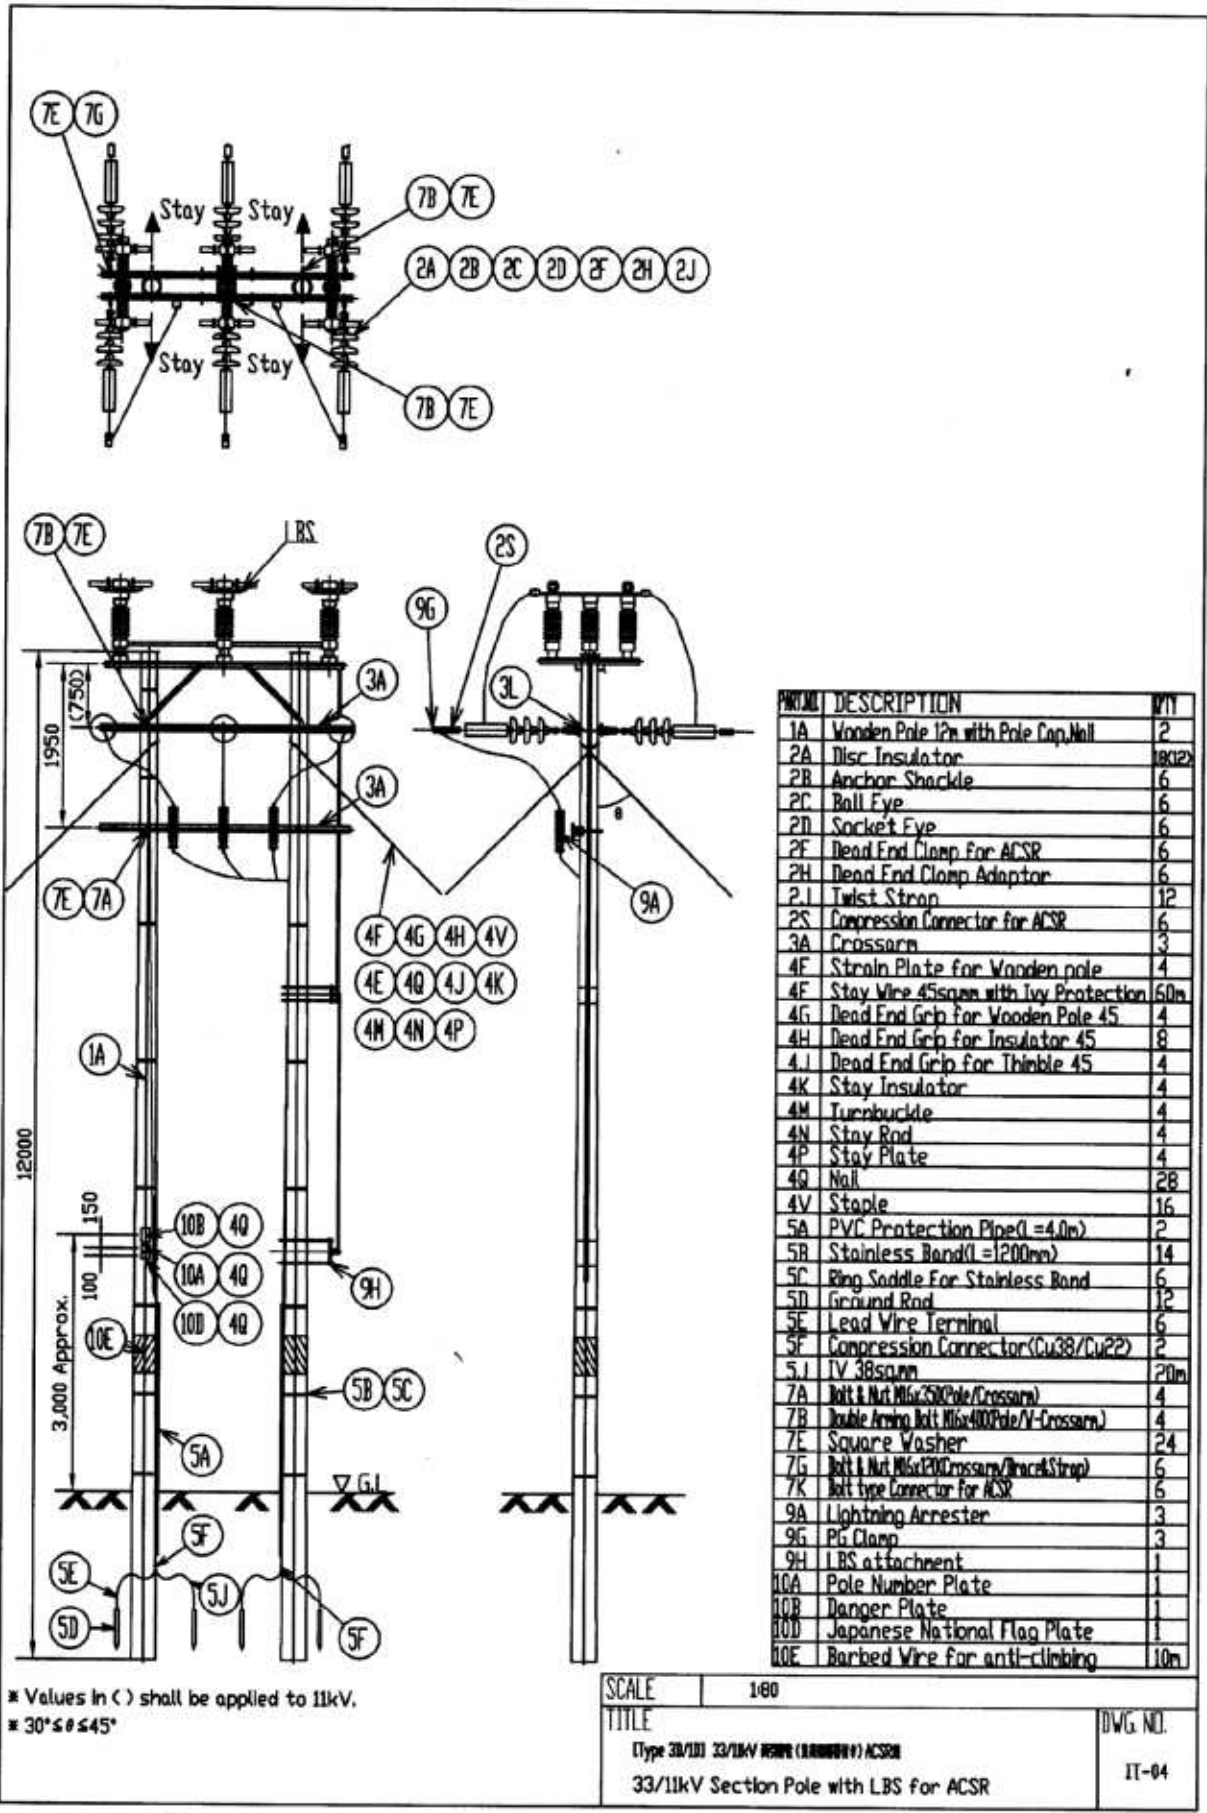 7E 7G
Stay Stay
7B 7E
2A 2B 2C 2D 2F 2H 2J
Stay Stay
7B 7E
7B 7E
LBS
2S
9G
3A
3L
(750)
1950
3A
θ
7E 7A
9A
4F 4G 4H 4V
4E 4Q 4J 4K
4M 4N 4P
1A
12000
150
10B 4Q
10A 4Q
100
9H
10D 4Q
10E
3,000 Approx.
5B 5C
5A
G.L
5F
5E
5J
5D
5F
DESCRIPTION
1A Wooden Pole 12m with Pole Cap,Nail 2
2A Disc Insulator 18(12)
2B Anchor Shackle 6
2C Ball Eye 6
2D Socket Eye 6
2F Dead End Clamp for ACSR 6
2H Dead End Clamp Adaptor 6
2J Twist Strap 12
2S Compression Connector for ACSR 6
3A Crossarm 3
4E Strain Plate for Wooden pole 4
4F Stay Wire 45sqmm with Ivy Protection 60m
4G Dead End Grip for Wooden Pole 45 4
4H Dead End Grip for Insulator 45 8
4J Dead End Grip for Thimble 45 4
4K Stay Insulator 4
4M Turnbuckle 4
4N Stay Rod 4
4P Stay Plate 4
4Q Nail 28
4V Staple 16
5A PVC Protection Pipe(L=4.0m) 2
5B Stainless Band(L=1200mm) 14
5C Ring Saddle For Stainless Band 6
5D Ground Rod 12
5E Lead Wire Terminal 6
5F Compression Connector(Cu38/Cu22) 2
5J IV 38sqmm 20m
7A Bolt & Nut M16x350(Pole/Crossarm) 4
7B Double Arming Bolt M16x400(Pole/V-Crossarm,) 4
7E Square Washer 24
7G Bolt & Nut M16x120(Crossarm/Brace&Strap) 6
7K Bolt type Connector for ACSR 6
9A Lightning Arrester 3
9G PG Clamp 3
9H LBS attachment 1
10A Pole Number Plate 1
10B Danger Plate 1
10D Japanese National Flag Plate 1
10E Barbed Wire for anti-climbing 10m
※ Values in ( ) shall be applied to 11kV.
※ 30°≤θ≤45°
SCALE 1:80
TITLE
33/11kV ACSR
33/11kV Section Pole with LBS for ACSR
DWG NO.
IT-04